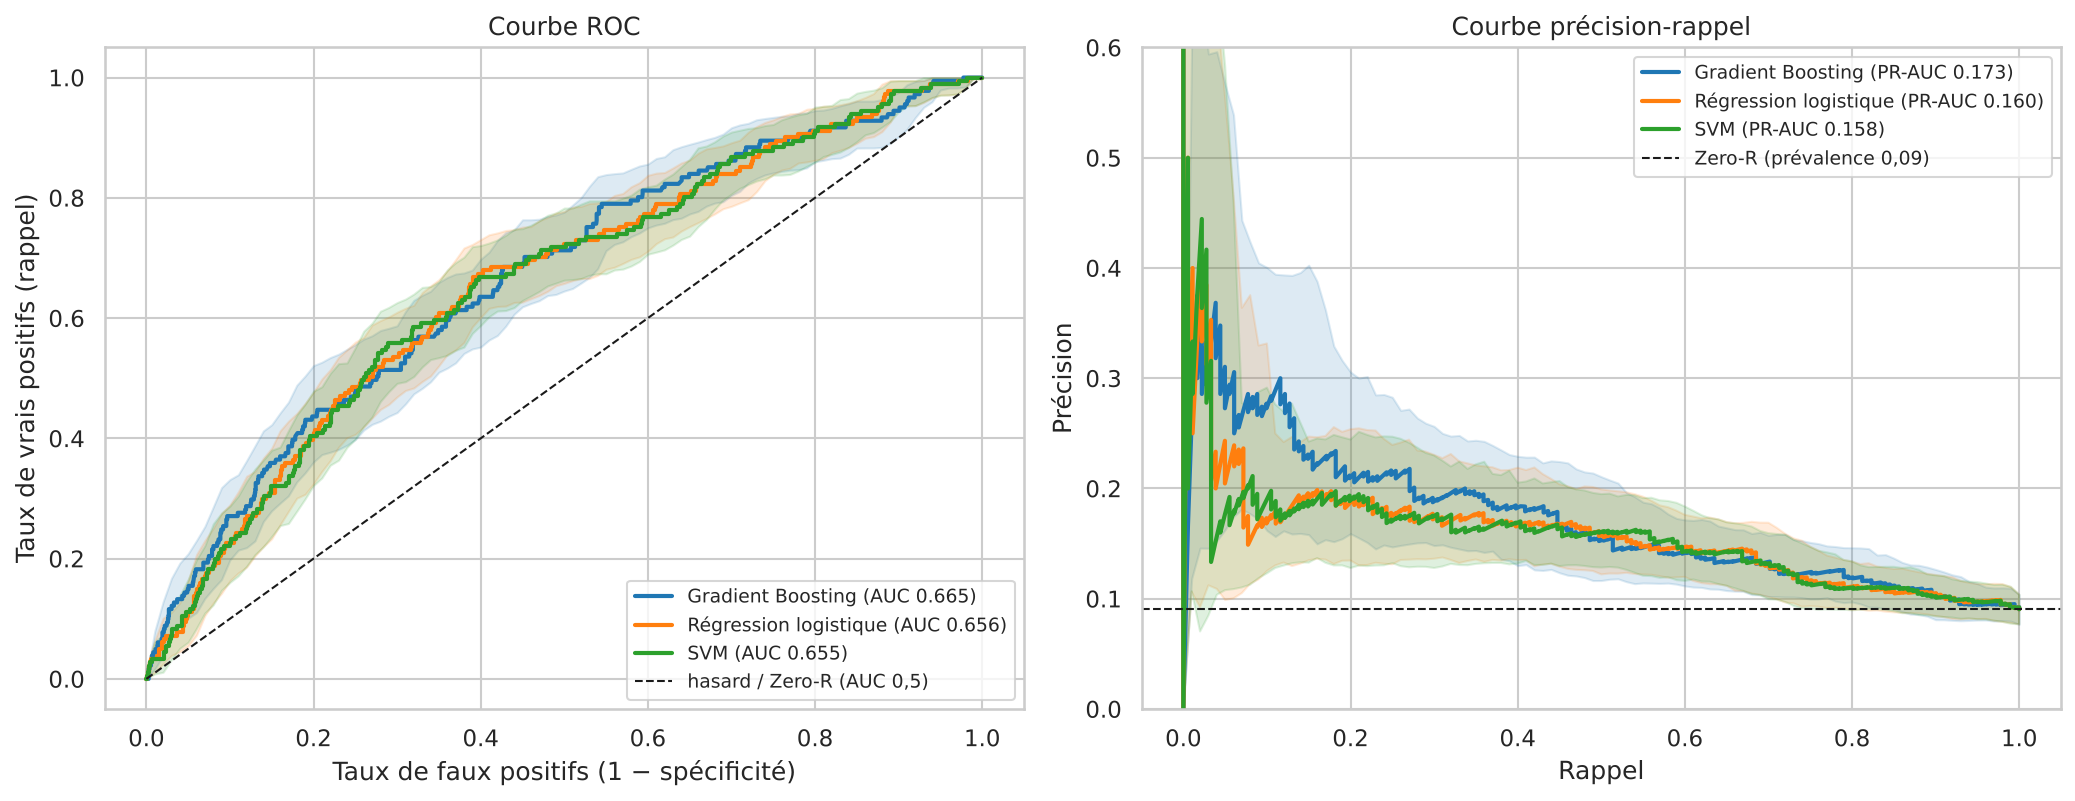 Courbe ROC
Taux de vrais positifs (rappel)
1.0
0.8
0.6
0.4
0.2
0.0
0.0 0.2 0.4 0.6 0.8 1.0
Taux de faux positifs (1 − spécificité)
Gradient Boosting (AUC 0.665)
Régression logistique (AUC 0.656)
SVM (AUC 0.655)
hasard / Zero-R (AUC 0,5)
Courbe précision-rappel
Précision
0.6
0.5
0.4
0.3
0.2
0.1
0.0
0.0 0.2 0.4 0.6 0.8 1.0
Rappel
Gradient Boosting (PR-AUC 0.173)
Régression logistique (PR-AUC 0.160)
SVM (PR-AUC 0.158)
Zero-R (prévalence 0,09)